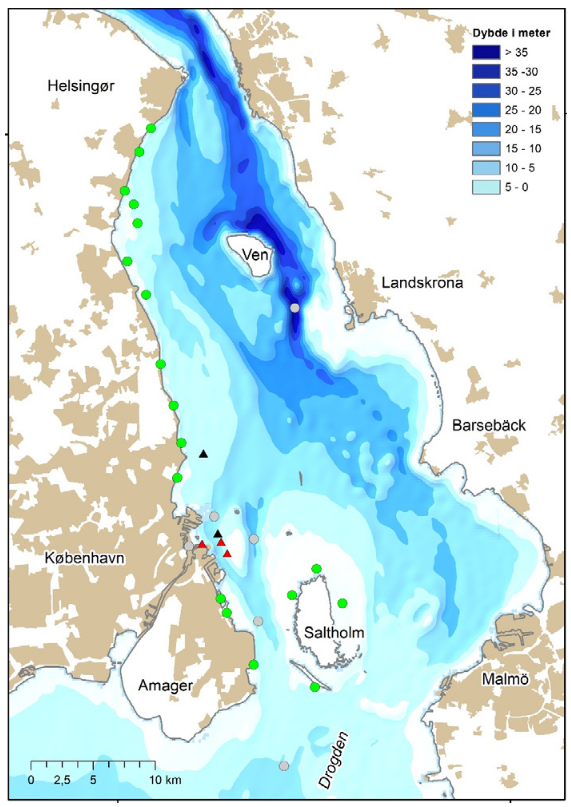 Dybde i meter
> 35
35 -30
30 - 25
25 - 20
20 - 15
15 - 10
10 - 5
5 - 0
Helsingør
Ven
Landskrona
Barsebäck
København
Saltholm
Amager
Malmö
Drogden
0 2,5 5 10 km